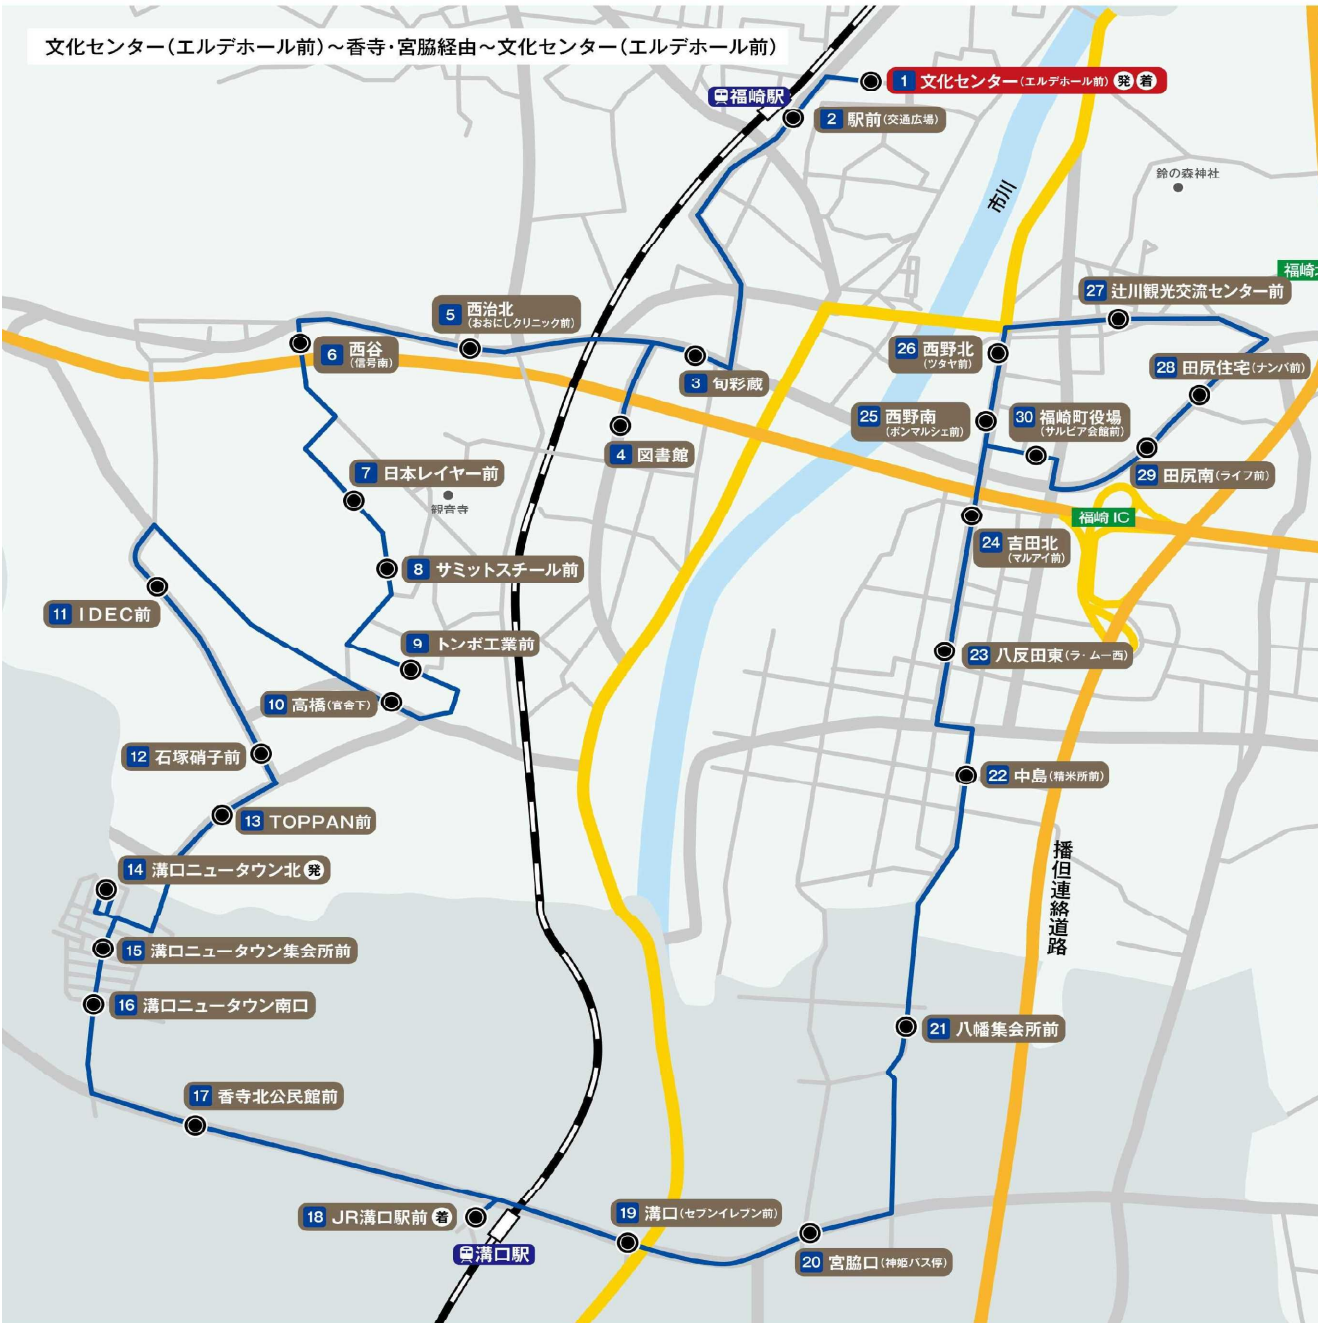 文化センター(エルデホール前)～香寺・宮脇経由～文化センター(エルデホール前)
福崎駅
1 文化センター(エルデホール前) 発 着
2 駅前(交通広場)
鈴の森神社
市川
福崎北
27 辻川観光交流センター前
5 西治北
(おおにしクリニック前)
6 西谷
(信号南)
26 西野北
(ツタヤ前)
28 田尻住宅(ナンバ前)
3 旬彩蔵
25 西野南
(ボンマルシェ前)
30 福崎町役場
(サルビア会館前)
4 図書館
7 日本レイヤー前
29 田尻南(ライフ前)
観音寺
福崎 IC
24 吉田北
(マルアイ前)
8 サミットスチール前
11 IDEC前
9 トンボ工業前
23 八反田東(ラ・ムー西)
10 高橋(官舎下)
12 石塚硝子前
22 中島(精米所前)
13 TOPPAN前
播但連絡道路
14 溝口ニュータウン北 発
15 溝口ニュータウン集会所前
16 溝口ニュータウン南口
21 八幡集会所前
17 香寺北公民館前
18 JR溝口駅前 着
19 溝口(セブンイレブン前)
溝口駅
20 宮脇口(神姫バス停)